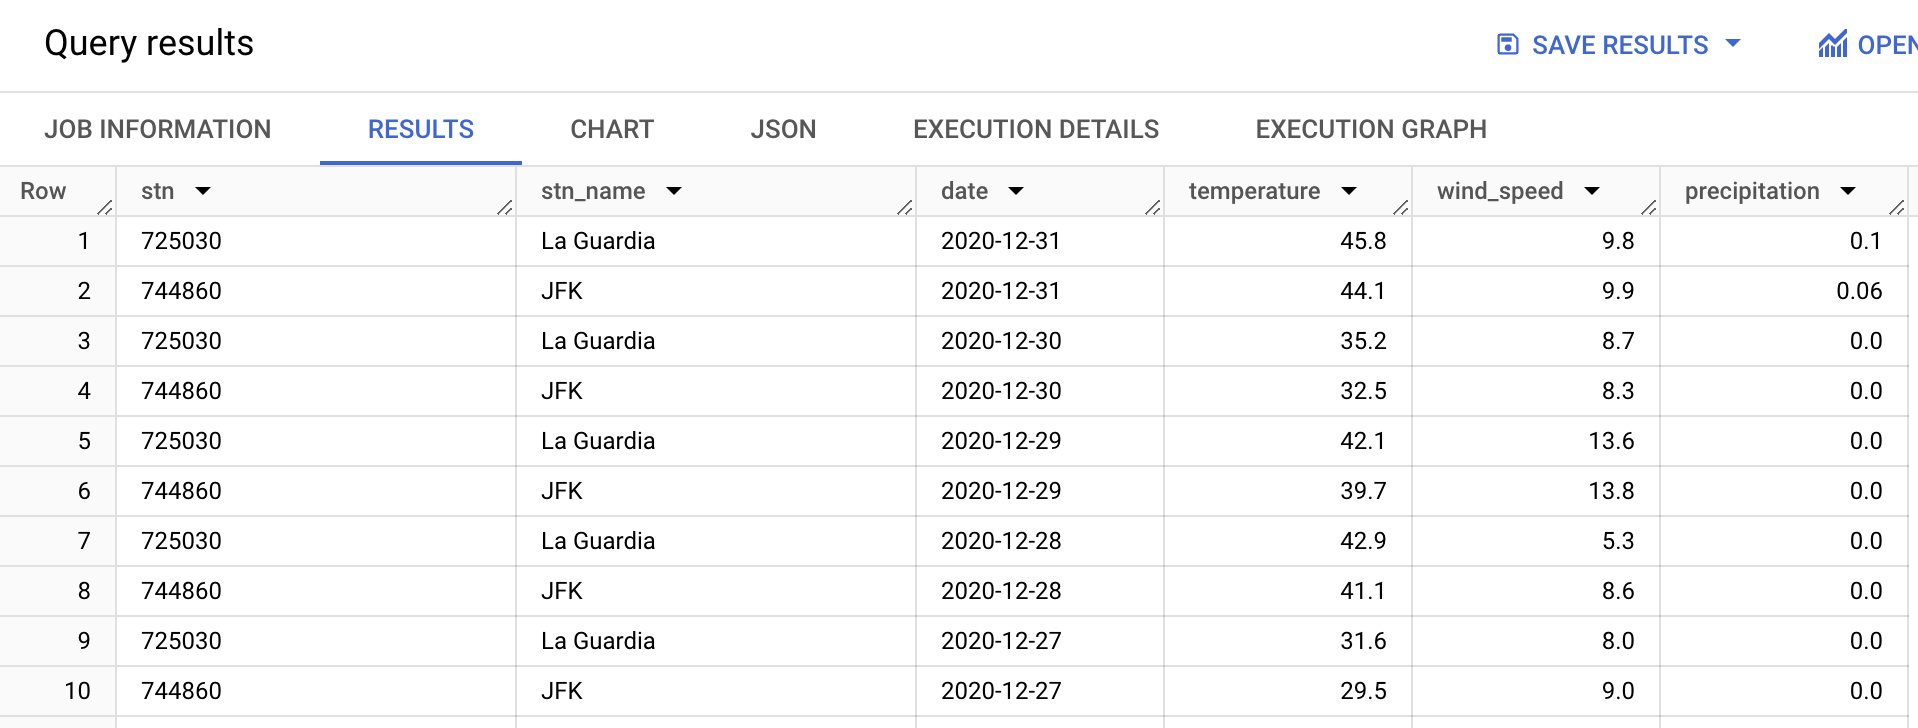 Query results
SAVE RESULTS
OPEN
JOB INFORMATION RESULTS CHART JSON EXECUTION DETAILS EXECUTION GRAPH
Row stn stn_name date temperature wind_speed precipitation
1 725030 La Guardia 2020-12-31 45.8 9.8 0.1
2 744860 JFK 2020-12-31 44.1 9.9 0.06
3 725030 La Guardia 2020-12-30 35.2 8.7 0.0
4 744860 JFK 2020-12-30 32.5 8.3 0.0
5 725030 La Guardia 2020-12-29 42.1 13.6 0.0
6 744860 JFK 2020-12-29 39.7 13.8 0.0
7 725030 La Guardia 2020-12-28 42.9 5.3 0.0
8 744860 JFK 2020-12-28 41.1 8.6 0.0
9 725030 La Guardia 2020-12-27 31.6 8.0 0.0
10 744860 JFK 2020-12-27 29.5 9.0 0.0